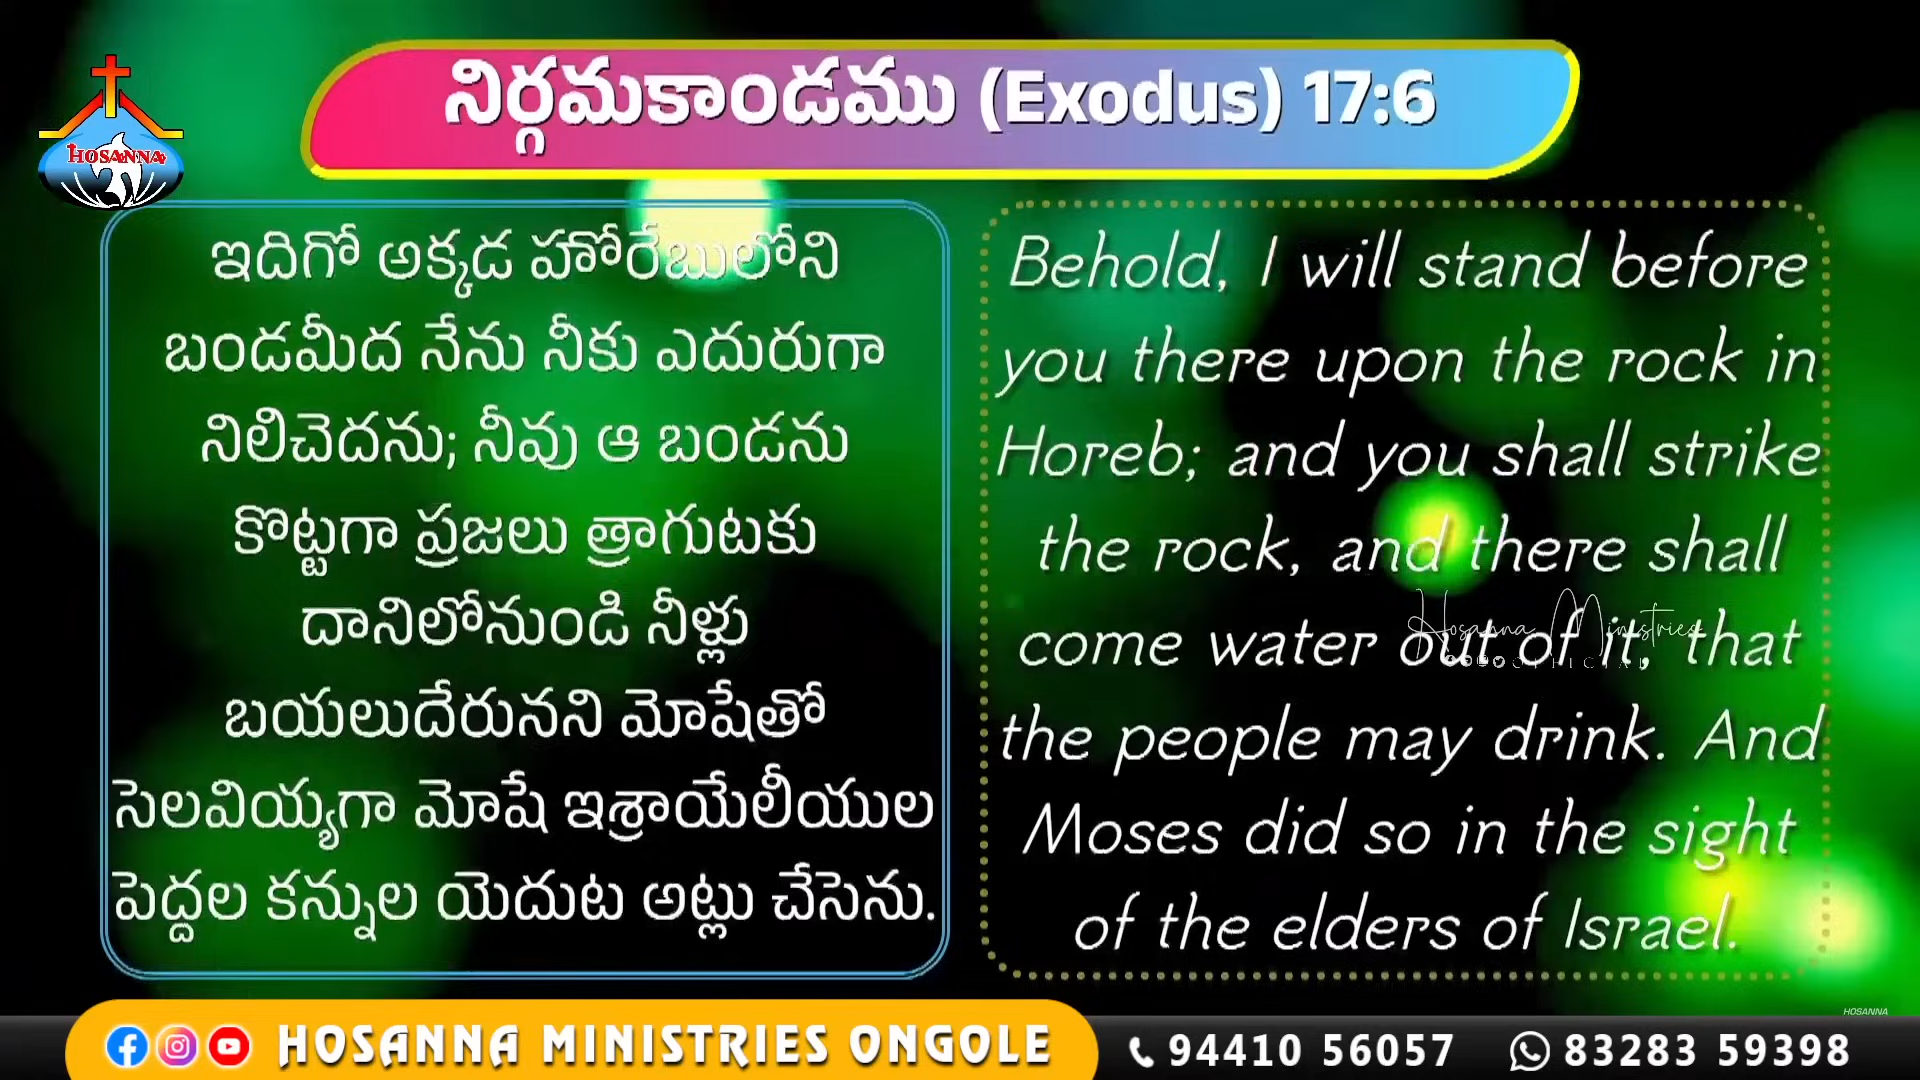 HOSANNA
నిర్గమకాండము (Exodus) 17:6
ఇదిగో అక్కడ హోరేబులోని
బండమీద నేను నీకు ఎదురుగా
నిలిచెదను; నీవు ఆ బండను
కొట్టగా ప్రజలు త్రాగుటకు
దానిలోనుండి నీళ్లు
బయలుదేరునని మోషేతో
సెలవియ్యగా మోషే ఇశ్రాయేలీయుల
పెద్దల కన్నుల యెదుట అట్లు చేసెను.
Behold, I will stand before
you there upon the rock in
Horeb; and you shall strike
the rock, and there shall
come water out of it, that
the people may drink. And
Moses did so in the sight
of the elders of Israel.
Hosanna Ministries
OFFICIAL
HOSANNA
HOSANNA MINISTRIES ONGOLE
94410 56057
83283 59398